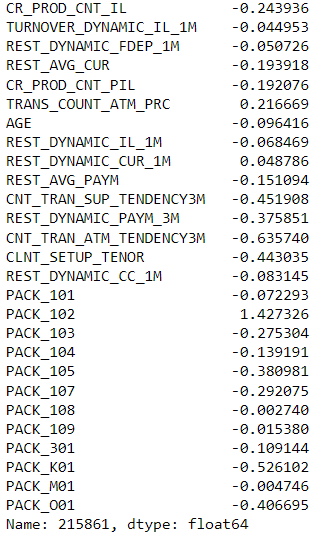 CR_PROD_CNT_IL -0.243936
TURNOVER_DYNAMIC_IL_1M -0.044953
REST_DYNAMIC_FDEP_1M -0.050726
REST_AVG_CUR -0.193918
CR_PROD_CNT_PIL -0.192076
TRANS_COUNT_ATM_PRC 0.216669
AGE -0.096416
REST_DYNAMIC_IL_1M -0.068469
REST_DYNAMIC_CUR_1M 0.048786
REST_AVG_PAYM -0.151094
CNT_TRAN_SUP_TENDENCY3M -0.451908
REST_DYNAMIC_PAYM_3M -0.375851
CNT_TRAN_ATM_TENDENCY3M -0.635740
CLNT_SETUP_TENOR -0.443035
REST_DYNAMIC_CC_1M -0.083145
PACK_101 -0.072293
PACK_102 1.427326
PACK_103 -0.275304
PACK_104 -0.139191
PACK_105 -0.380981
PACK_107 -0.292075
PACK_108 -0.002740
PACK_109 -0.015380
PACK_301 -0.109144
PACK_K01 -0.526102
PACK_M01 -0.004746
PACK_O01 -0.406695
Name: 215861, dtype: float64